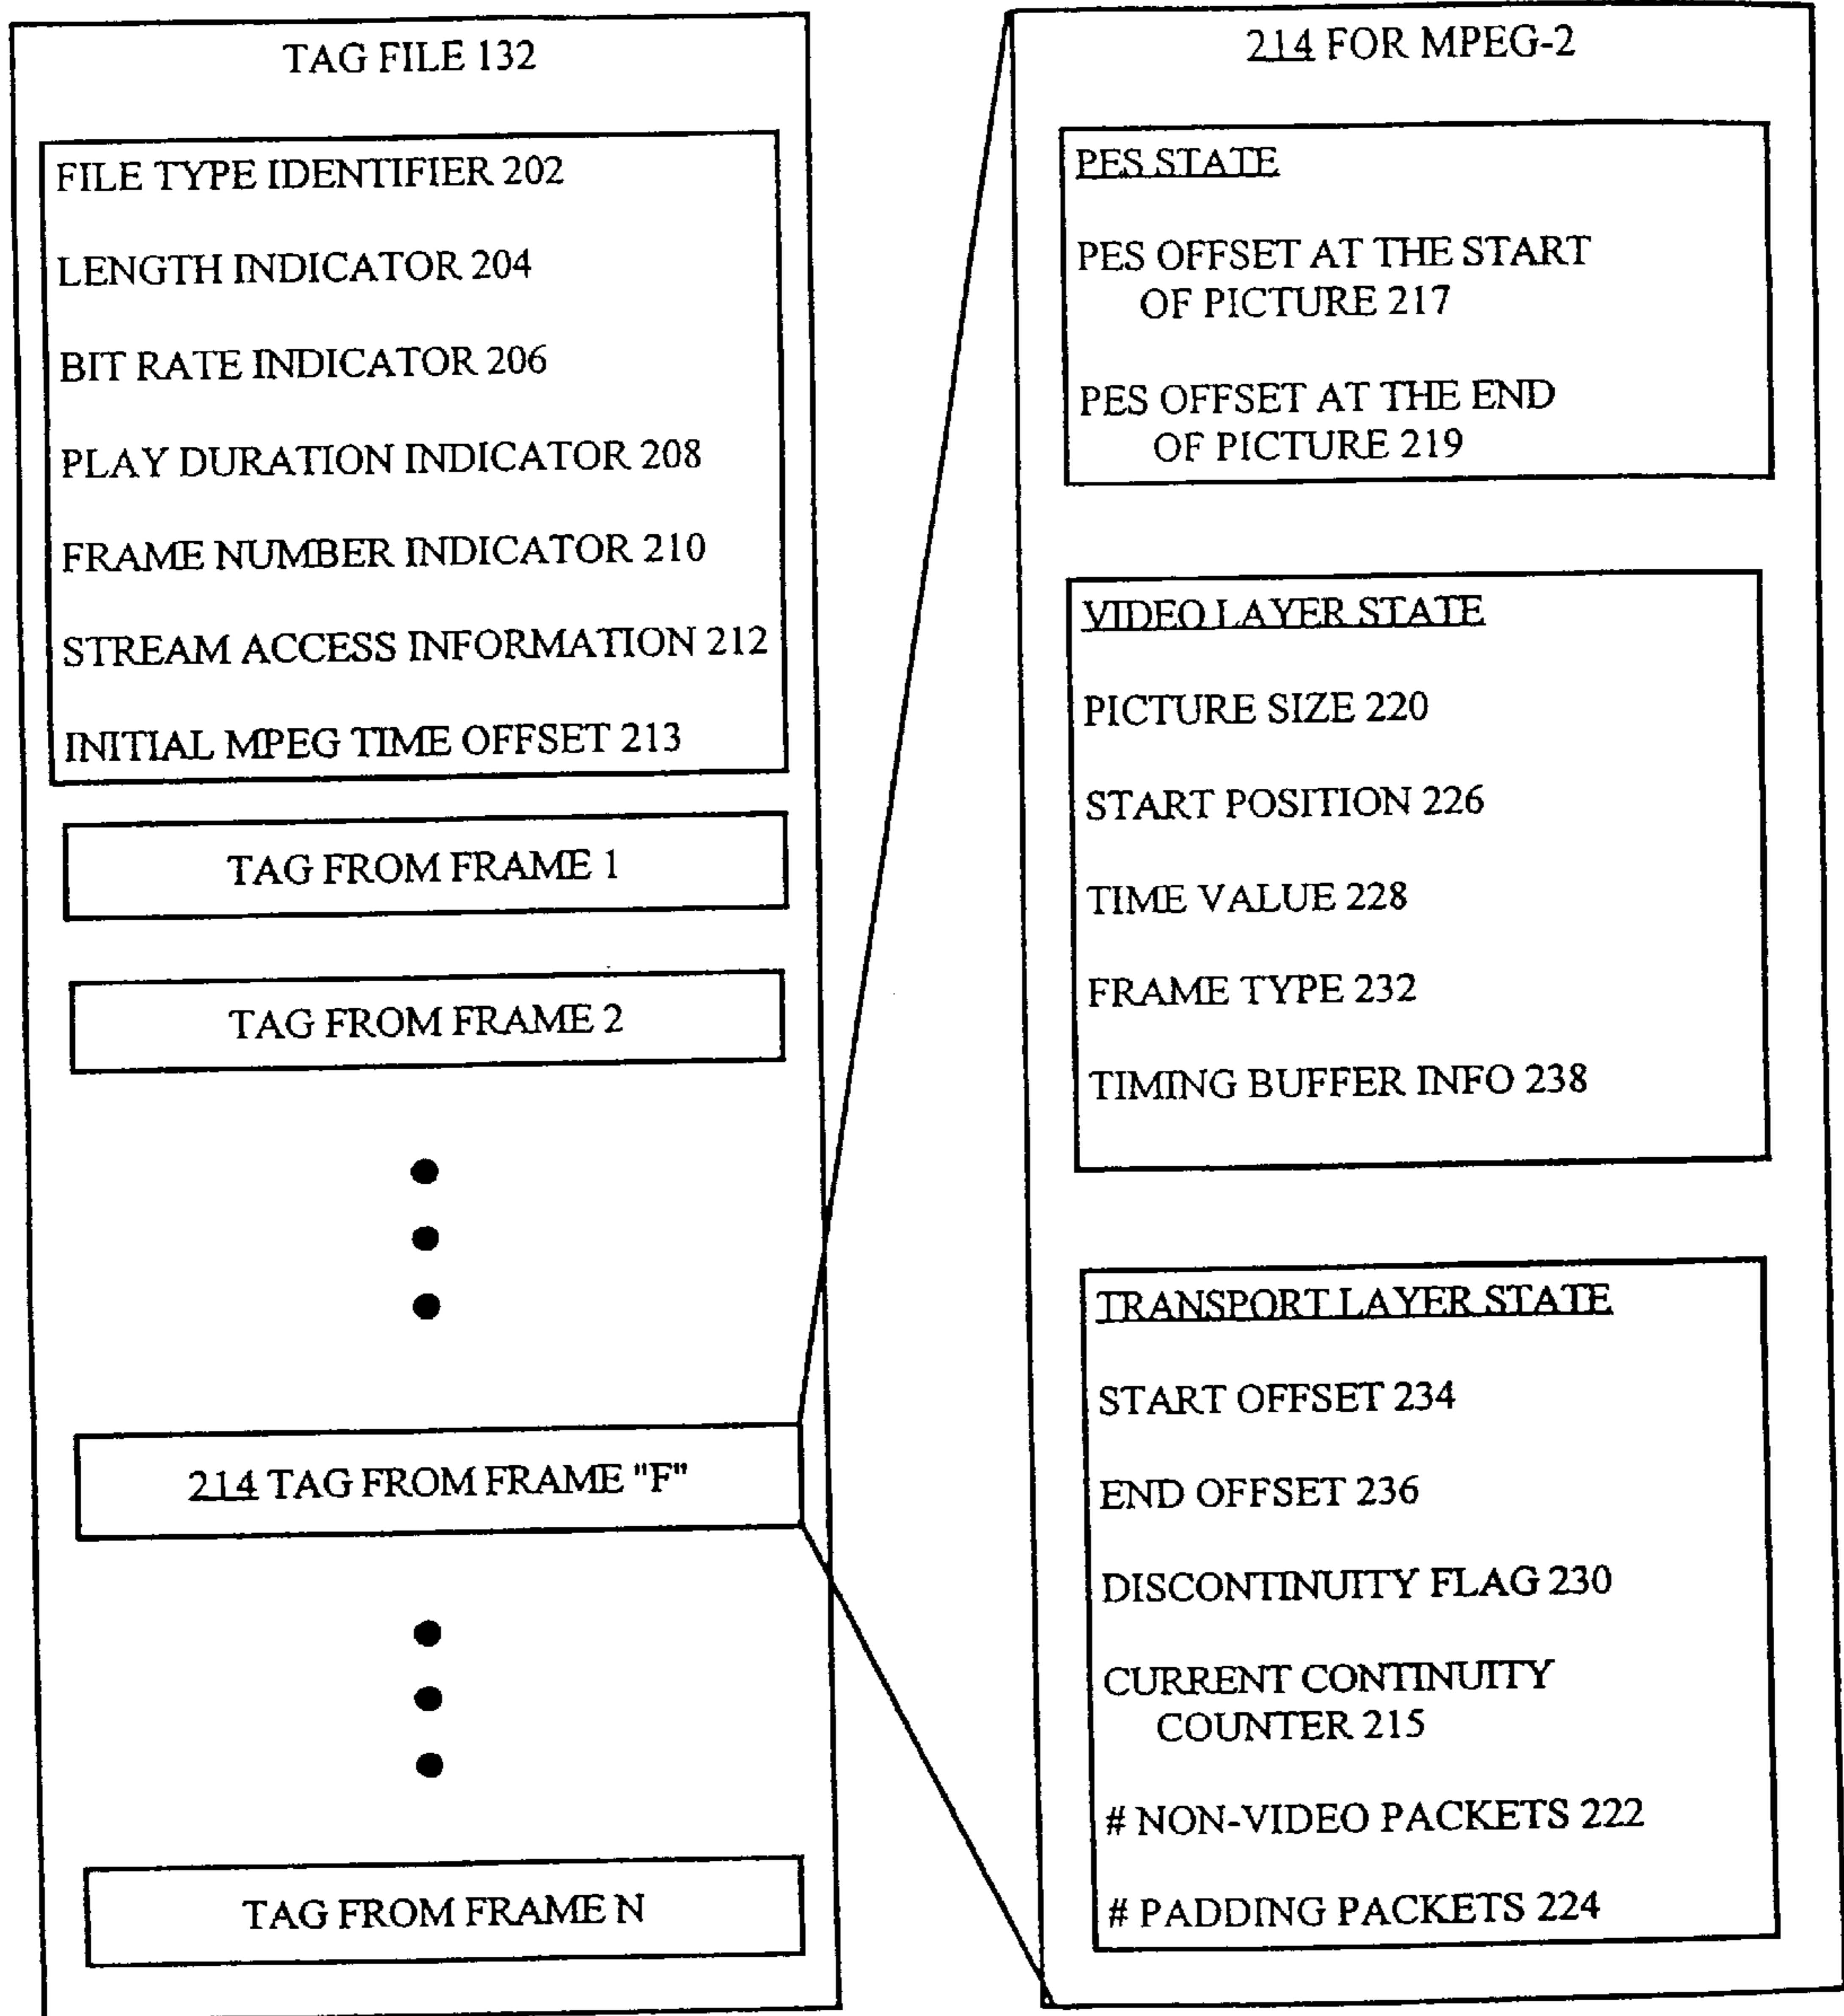 TAG FILE 132
FILE TYPE IDENTIFIER 202
LENGTH INDICATOR 204
BIT RATE INDICATOR 206
PLAY DURATION INDICATOR 208
FRAME NUMBER INDICATOR 210
STREAM ACCESS INFORMATION 212
INITIAL MPEG TIME OFFSET 213
TAG FROM FRAME 1
TAG FROM FRAME 2
214 TAG FROM FRAME "F"
TAG FROM FRAME N
214 FOR MPEG-2
PES STATE
PES OFFSET AT THE START
OF PICTURE 217
PES OFFSET AT THE END
OF PICTURE 219
VIDEO LAYER STATE
PICTURE SIZE 220
START POSITION 226
TIME VALUE 228
FRAME TYPE 232
TIMING BUFFER INFO 238
TRANSPORT LAYER STATE
START OFFSET 234
END OFFSET 236
DISCONTINUITY FLAG 230
CURRENT CONTINUITY
COUNTER 215
# NON-VIDEO PACKETS 222
# PADDING PACKETS 224